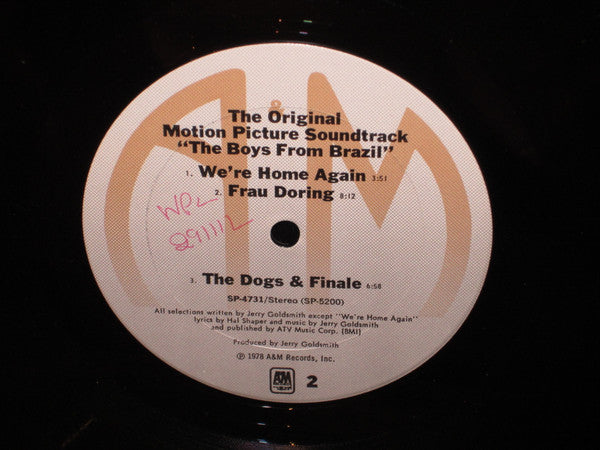 &
The Original
Motion Picture Soundtrack
"The Boys From Brazil"
1. We're Home Again 3:51
2. Frau Doring 8:12
WPL
291112
3. The Dogs & Finale 6:58
SP-4731/Stereo (SP-5200)
All selections written by Jerry Goldsmith except "We're Home Again"
lyrics by Hal Shaper and music by Jerry Goldsmith
and published by ATV Music Corp. (BMI)
Produced by Jerry Goldsmith
℗ 1978 A&M Records, Inc.
A&M
2